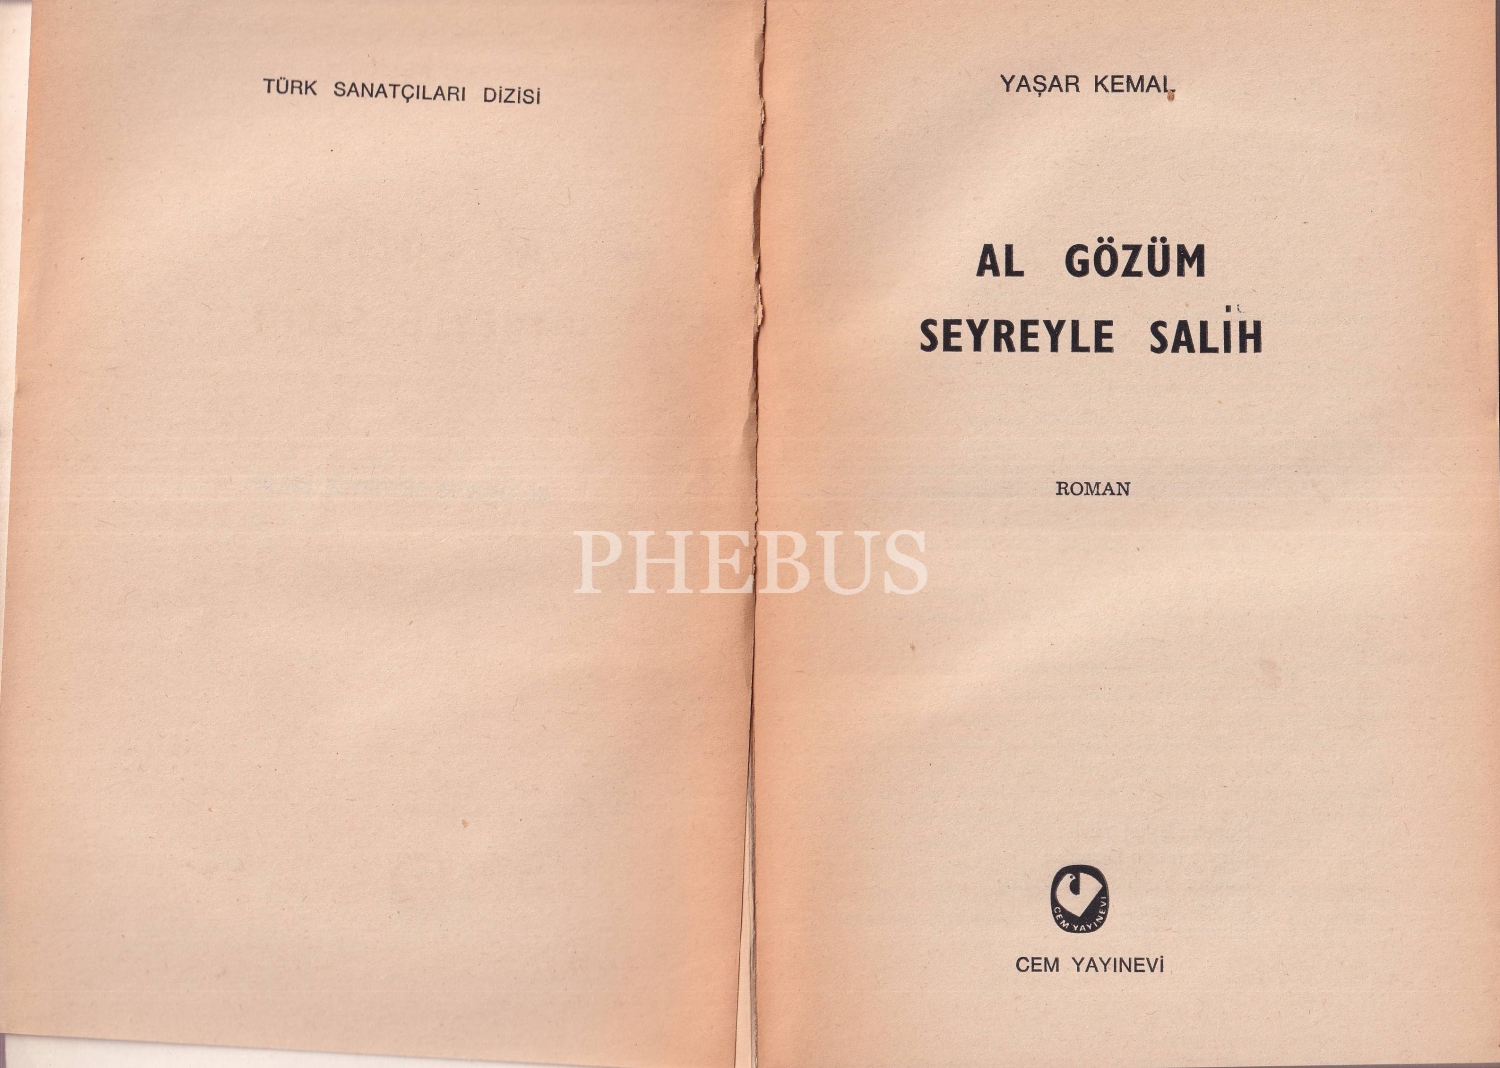 TÜRK SANATÇILARI DİZİSİ
YAŞAR KEMAL
AL GÖZÜM
SEYREYLE SALİH
ROMAN
PHEBUS
CEM YAYINEVİ
CEM YAYINEVİ